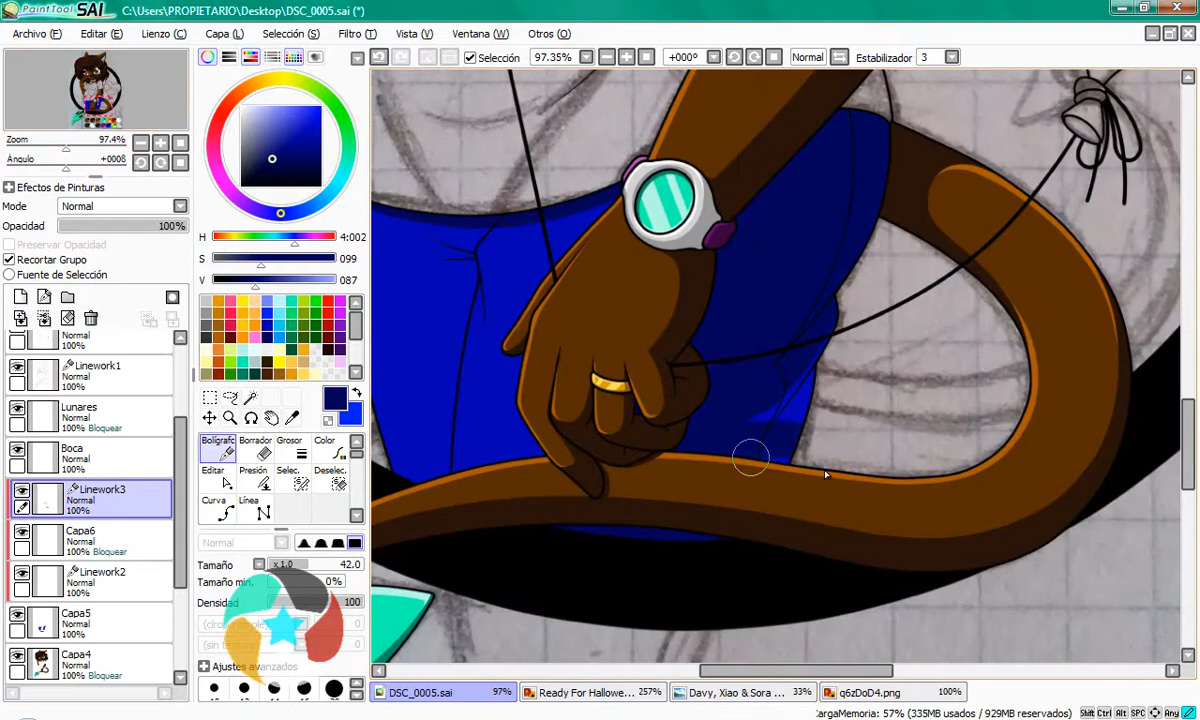 PaintTool SAI C:\Users\PROPIETARIO\Desktop\DSC_0005.sai (*)
Archivo (F) Editar (E) Lienzo (C) Capa (L) Selección (S) Filtro (T) Vista (V) Ventana (W) Otros (O)
Selección 97.35% +000º Normal Estabilizador 3
Zoom 97.4%
Ángulo +000ß
Efectos de Pinturas
Mode Normal
Opacidad 100%
Preservar Opacidad
Recortar Grupo
Fuente de Selección
Normal
100%
Linework1
Normal
100%
Lunares
Normal
100% Bloquear
Boca
Normal
100%
Linework3
Normal
100%
Capa6
Normal
100% Bloquear
Linework2
Normal
100%
Capa5
Normal
100%
Capa4
Normal
100%
H 4:002
S 099
V 087
Bolígrafo Borrador Grosor Color
Editar Presión Selec. Deselec.
Curva Línea
Normal
Tamaño x 1.0 42.0
Tamaño min. 0%
Densidad 100
(sin
Ajustes avanzados
DSC_0005.sai 97% Ready For Hallowe... 257% Davy, Xiao & Sora ... 33% q6zDoD4.png 100%
CargaMemoria: 57% (335MB usados / 929MB reservados) Shift Ctrl Alt SPC Any